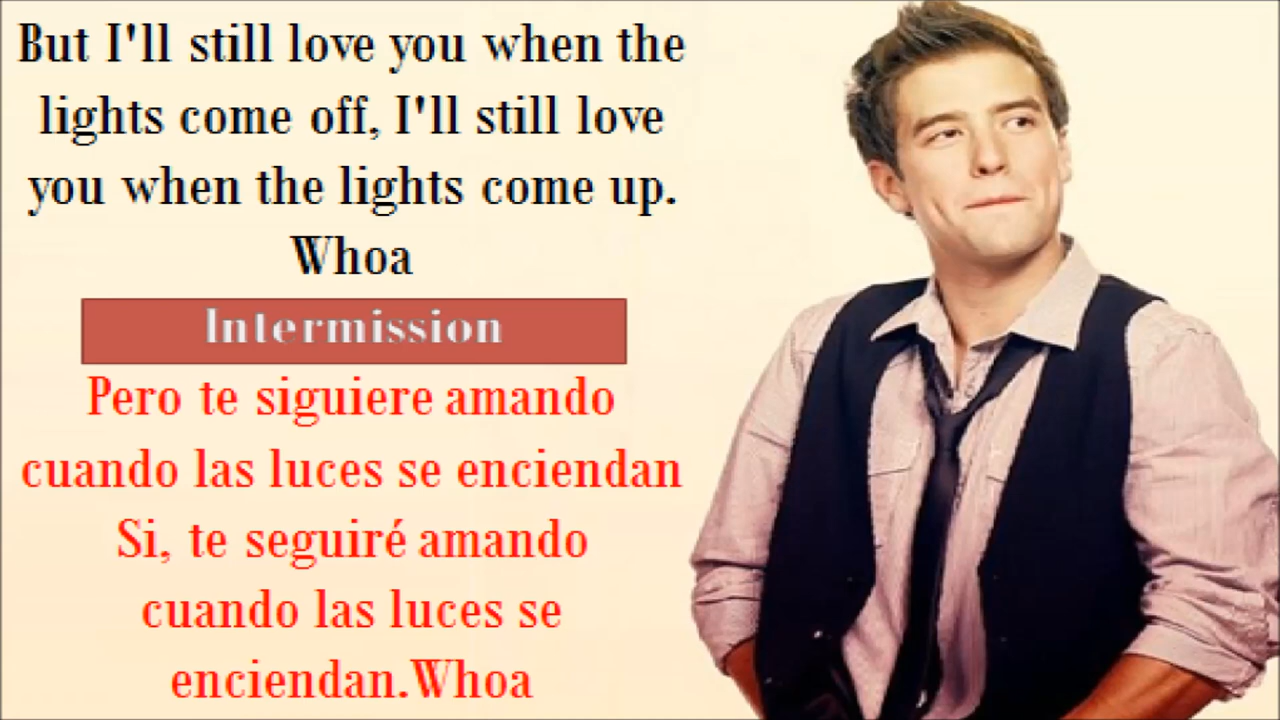 But I'll still love you when the
lights come off, I'll still love
you when the lights come up.
Whoa
Intermission
Pero te siguiere amando
cuando las luces se enciendan
Si, te seguiré amando
cuando las luces se
enciendan.Whoa